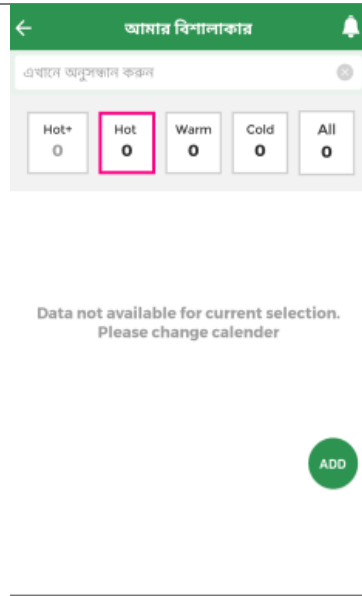 আমার বিশালাকার
এখানে অনুসন্ধান করুন
Hot+ Hot Warm Cold All
0 0 0 0 0
Data not available for current selection.
Please change calender
ADD